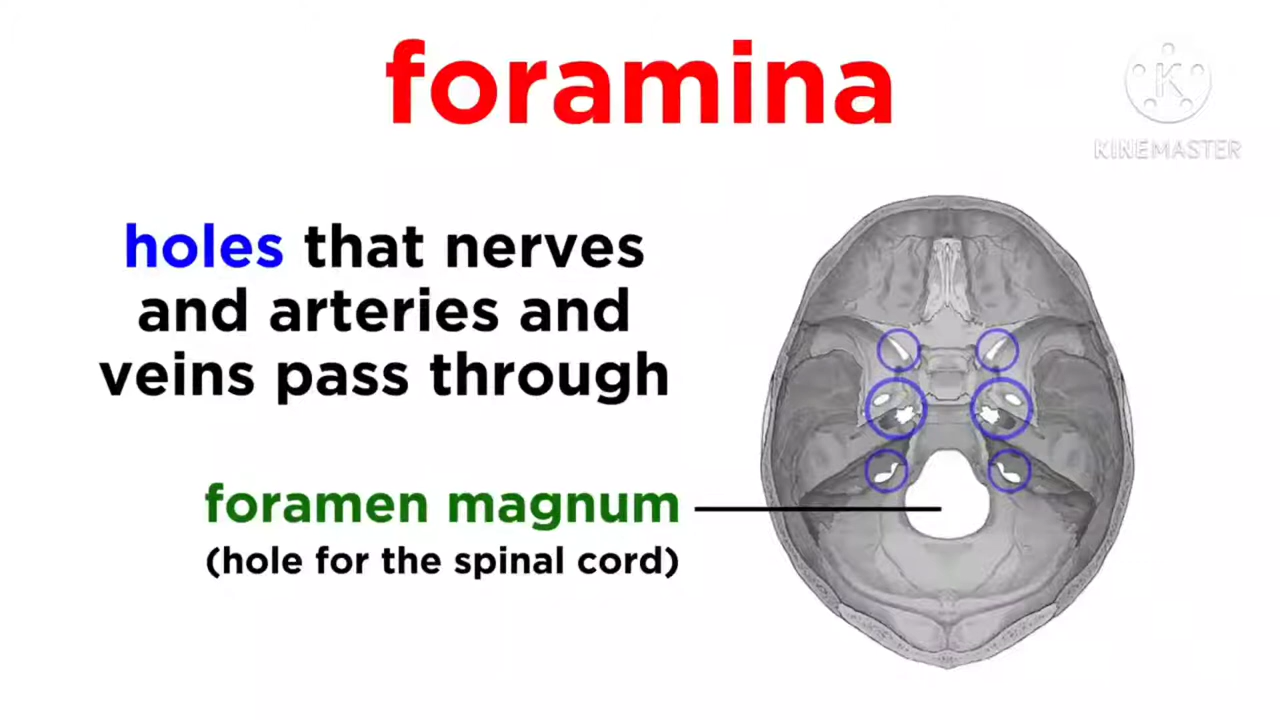 foramina
K
KINEMASTER
holes that nerves
and arteries and
veins pass through
foramen magnum
(hole for the spinal cord)